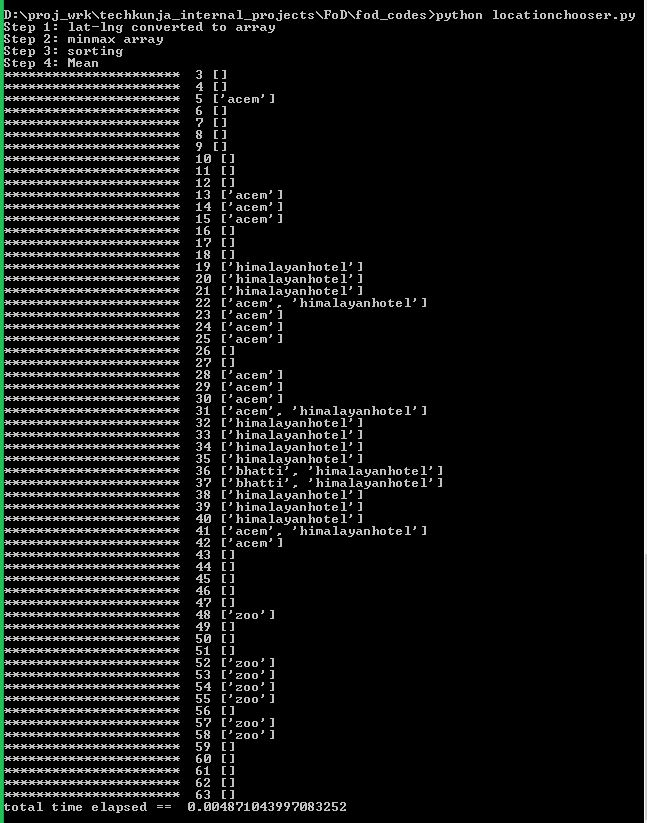 D:\proj_wrk\techkunja_internal_projects\FoD\fod_codes>python locationchooser.py
Step 1: lat-lng converted to array
Step 2: minmax array
Step 3: sorting
Step 4: Mean
**********************  3 []
**********************  4 []
**********************  5 ['acem']
**********************  6 []
**********************  7 []
**********************  8 []
**********************  9 []
**********************  10 []
**********************  11 []
**********************  12 []
**********************  13 ['acem']
**********************  14 ['acem']
**********************  15 ['acem']
**********************  16 []
**********************  17 []
**********************  18 []
**********************  19 ['himalayanhotel']
**********************  20 ['himalayanhotel']
**********************  21 ['himalayanhotel']
**********************  22 ['acem', 'himalayanhotel']
**********************  23 ['acem']
**********************  24 ['acem']
**********************  25 ['acem']
**********************  26 []
**********************  27 []
**********************  28 ['acem']
**********************  29 ['acem']
**********************  30 ['acem']
**********************  31 ['acem', 'himalayanhotel']
**********************  32 ['himalayanhotel']
**********************  33 ['himalayanhotel']
**********************  34 ['himalayanhotel']
**********************  35 ['himalayanhotel']
**********************  36 ['bhatti', 'himalayanhotel']
**********************  37 ['bhatti', 'himalayanhotel']
**********************  38 ['himalayanhotel']
**********************  39 ['himalayanhotel']
**********************  40 ['himalayanhotel']
**********************  41 ['acem', 'himalayanhotel']
**********************  42 ['acem']
**********************  43 []
**********************  44 []
**********************  45 []
**********************  46 []
**********************  47 []
**********************  48 ['zoo']
**********************  49 []
**********************  50 []
**********************  51 []
**********************  52 ['zoo']
**********************  53 ['zoo']
**********************  54 ['zoo']
**********************  55 ['zoo']
**********************  56 []
**********************  57 ['zoo']
**********************  58 ['zoo']
**********************  59 []
**********************  60 []
**********************  61 []
**********************  62 []
**********************  63 []
total time elapsed ==  0.004871043997083252